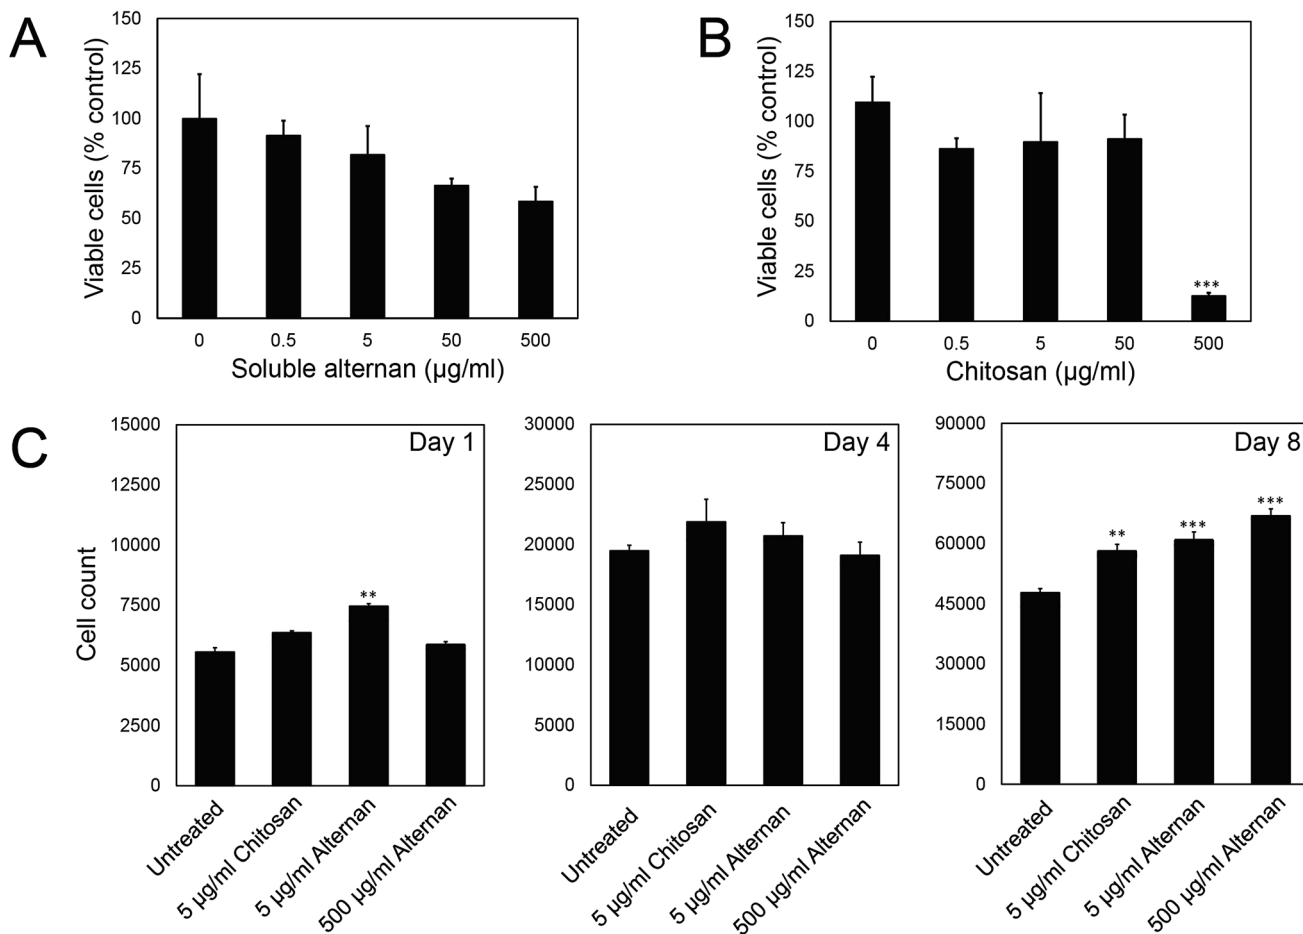 A
Viable cells (% control)
150
125
100
75
50
25
0
0 0.5 5 50 500
Soluble alternan (µg/ml)
B
Viable cells (% control)
150
125
100
75
50
25
0
***
0 0.5 5 50 500
Chitosan (µg/ml)
C
Cell count
15000
12500
10000
7500
5000
2500
0
Day 1
**
Untreated
5 µg/ml Chitosan
5 µg/ml Alternan
500 µg/ml Alternan
30000
25000
20000
15000
10000
5000
0
Day 4
Untreated
5 µg/ml Chitosan
5 µg/ml Alternan
500 µg/ml Alternan
90000
75000
60000
45000
30000
15000
0
Day 8
**
***
***
Untreated
5 µg/ml Chitosan
5 µg/ml Alternan
500 µg/ml Alternan